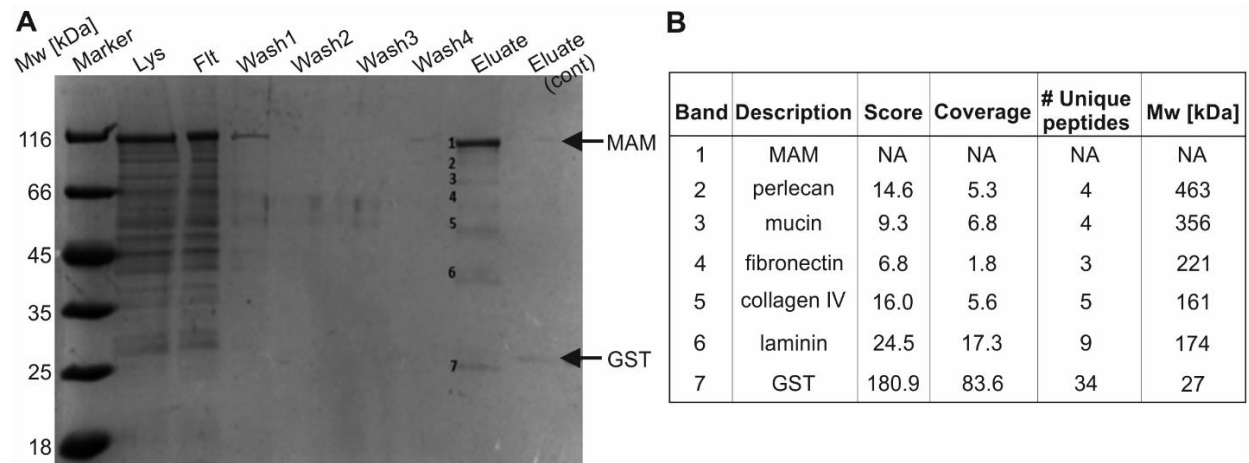 A
Mw [kDa]
Marker
Lys
Flt
Wash1
Wash2
Wash3
Wash4
Eluate
Eluate
(cont)
116
66
45
35
25
18
1
2
3
4
5
6
7
MAM
GST
B
Band Description Score Coverage # Unique peptides Mw [kDa]
1 MAM NA NA NA NA
2 perlecan 14.6 5.3 4 463
3 mucin 9.3 6.8 4 356
4 fibronectin 6.8 1.8 3 221
5 collagen IV 16.0 5.6 5 161
6 laminin 24.5 17.3 9 174
7 GST 180.9 83.6 34 27